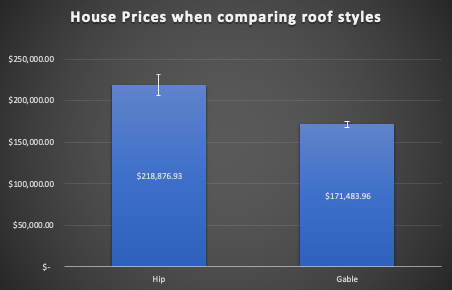 House Prices when comparing roof styles
$250,000.00
$200,000.00
$150,000.00
$100,000.00
$50,000.00
$-
$218,876.93
$171,483.96
Hip
Gable